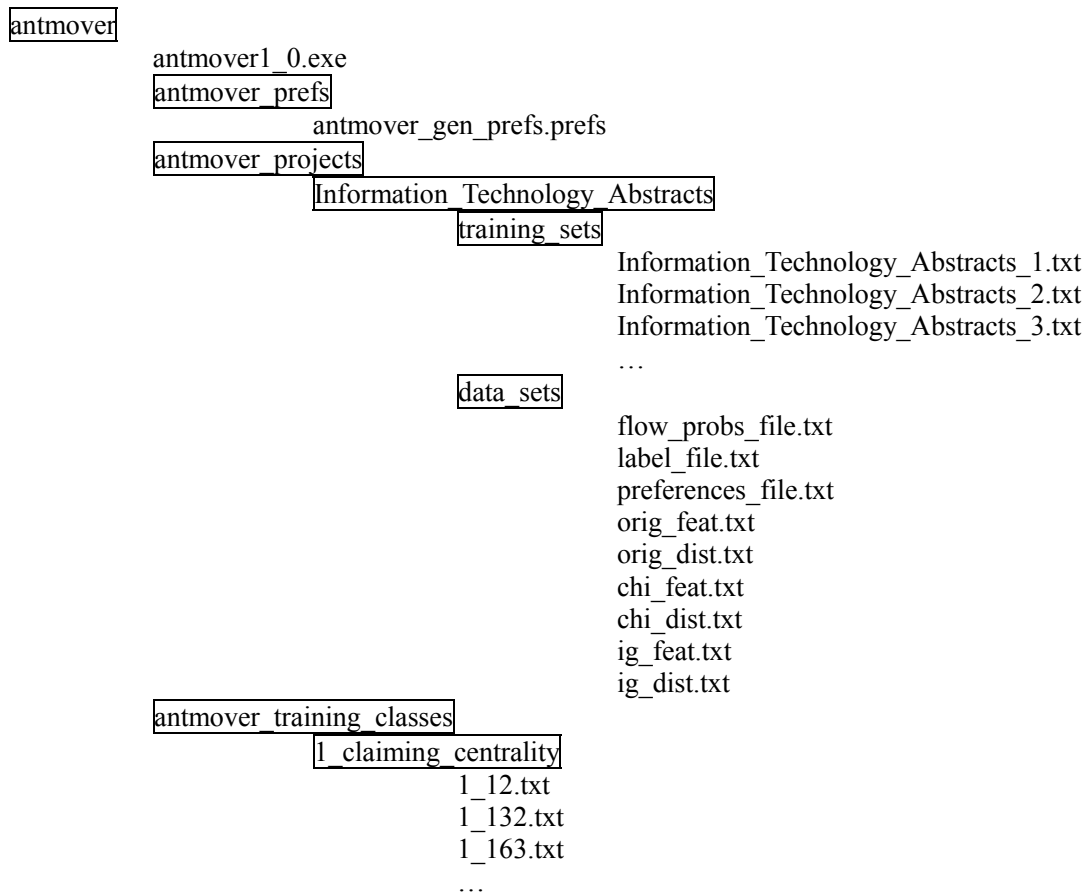 antmover
antmover1_0.exe
antmover_prefs
antmover_gen_prefs.prefs
antmover_projects
Information_Technology_Abstracts
training_sets
Information_Technology_Abstracts_1.txt
Information_Technology_Abstracts_2.txt
Information_Technology_Abstracts_3.txt
…
data_sets
flow_probs_file.txt
label_file.txt
preferences_file.txt
orig_feat.txt
orig_dist.txt
chi_feat.txt
chi_dist.txt
ig_feat.txt
ig_dist.txt
antmover_training_classes
1_claiming_centrality
1_12.txt
1_132.txt
1_163.txt
…